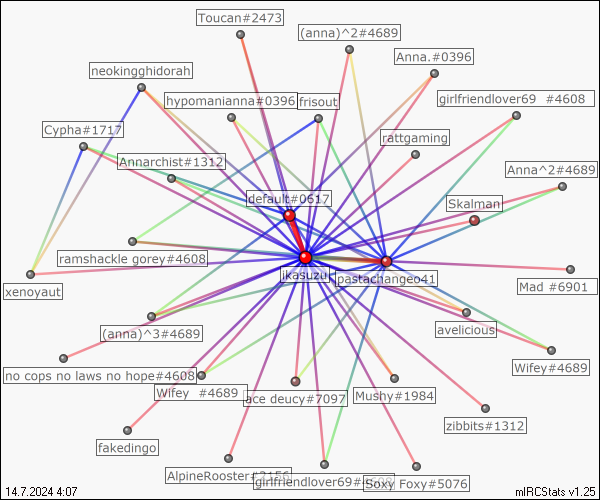 Toucan#2473
(anna)^2#4689
Anna.#0396
neokingghidorah
hypomanianna#0396
frisout
girlfriendlover69 #4608
Cypha#1717
rattgaming
Annarchist#1312
Anna^2#4689
default#0617
Skalman
ramshackle gorey#4608
ikasuzu
pastachangeo41
Mad #6901
xenoyaut
(anna)^3#4689
avelicious
no cops no laws no hope#4608
Wifey#4689
Wifey #4689
ace deucy#7097
Mushy#1984
zibbits#1312
fakedingo
AlpineRooster#2156
girlfriendlover69#4608
Soxy Foxy#5076
14.7.2024 4:07
mIRCStats v1.25